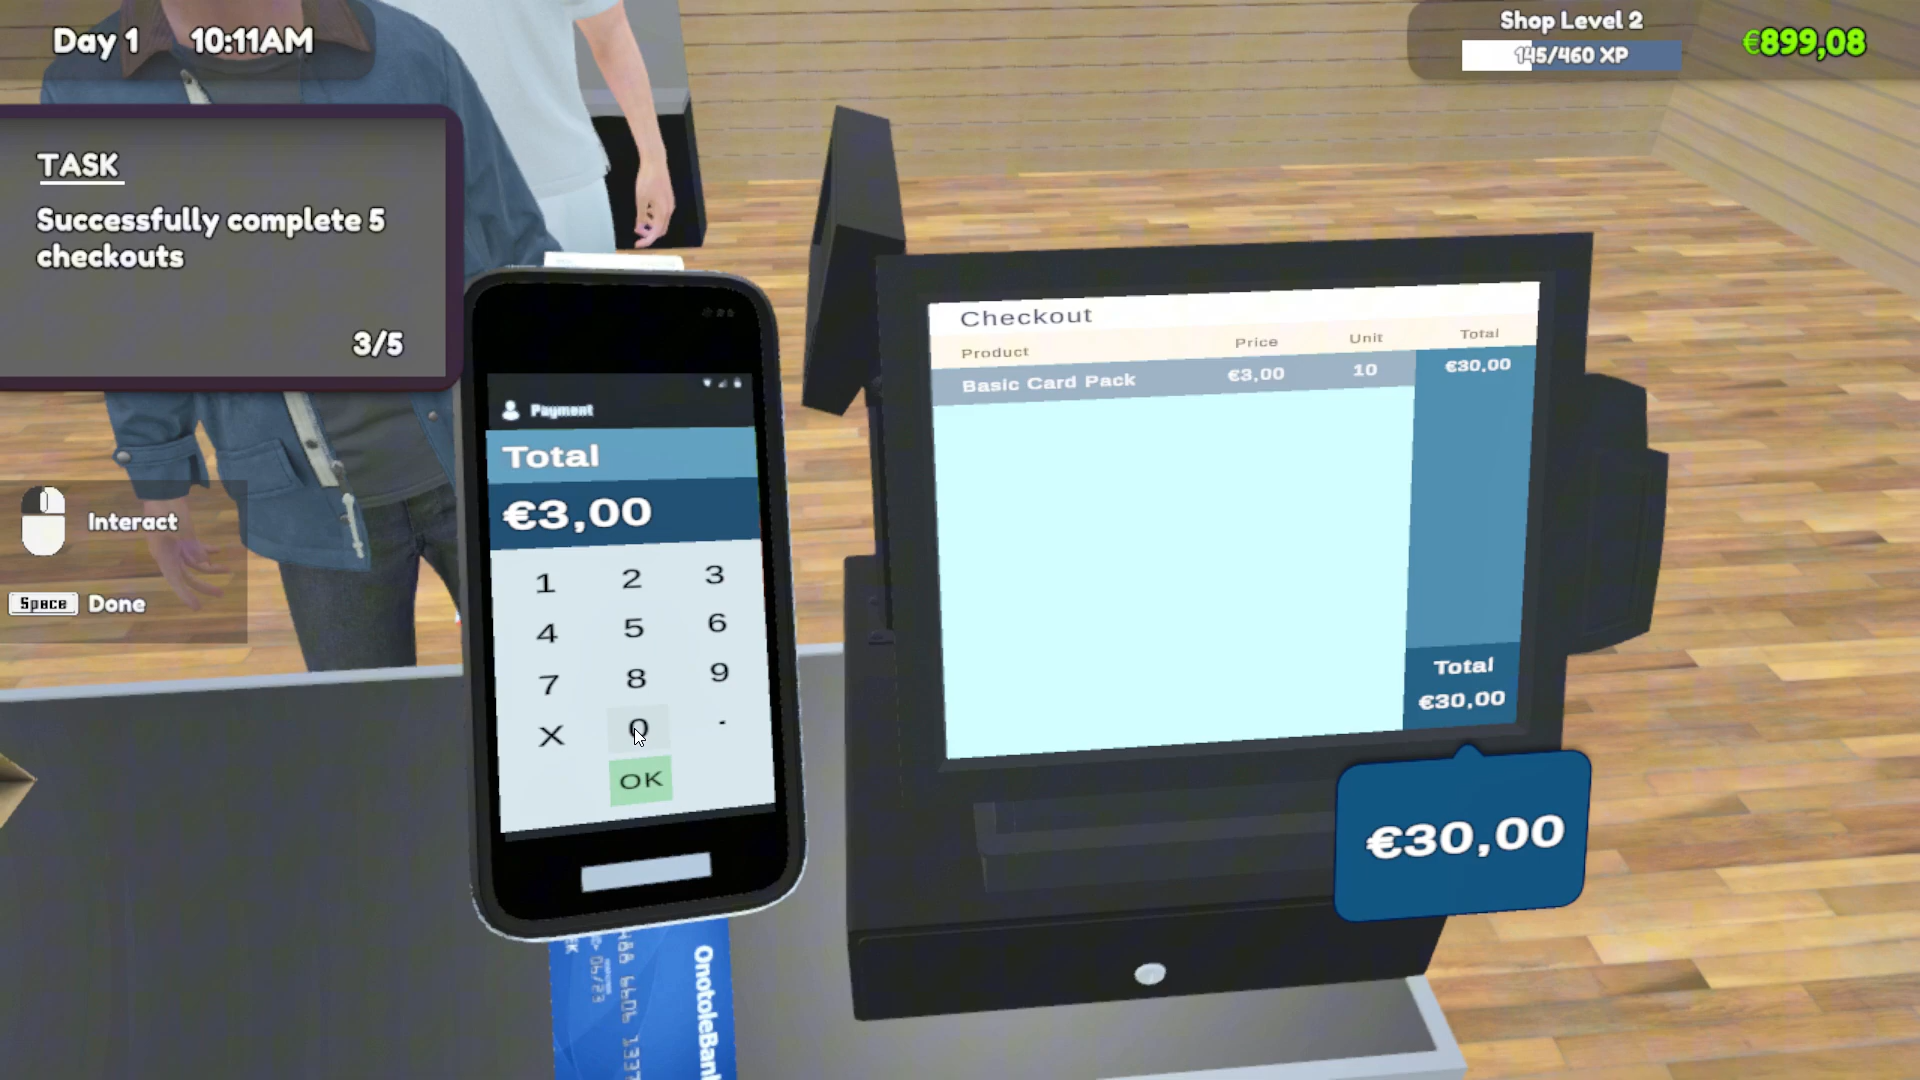 Day 1 10:11AM
Shop Level 2
145/460 XP
€899,08
TASK
Successfully complete 5
checkouts
3/5
Interact
Space Done
Payment
Total
€3,00
1 2 3
4 5 6
7 8 9
X 0 .
OK
Checkout
Product Price Unit Total
Basic Card Pack €3,00 10 €30,00
Total
€30,00
€30,00
OnotoleBank
06/23